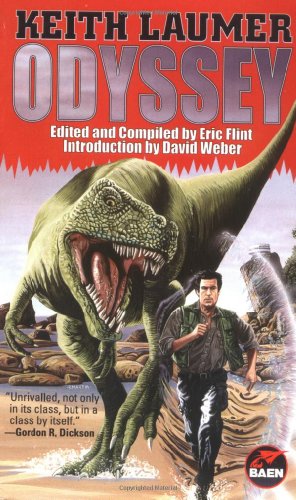 KEITH LAUMER
ODYSSEY
Edited and Compiled by Eric Flint
Introduction by David Weber
"Unrivalled, not only
in its class, but in a
class by itself."
—Gordon R. Dickson
BAEN